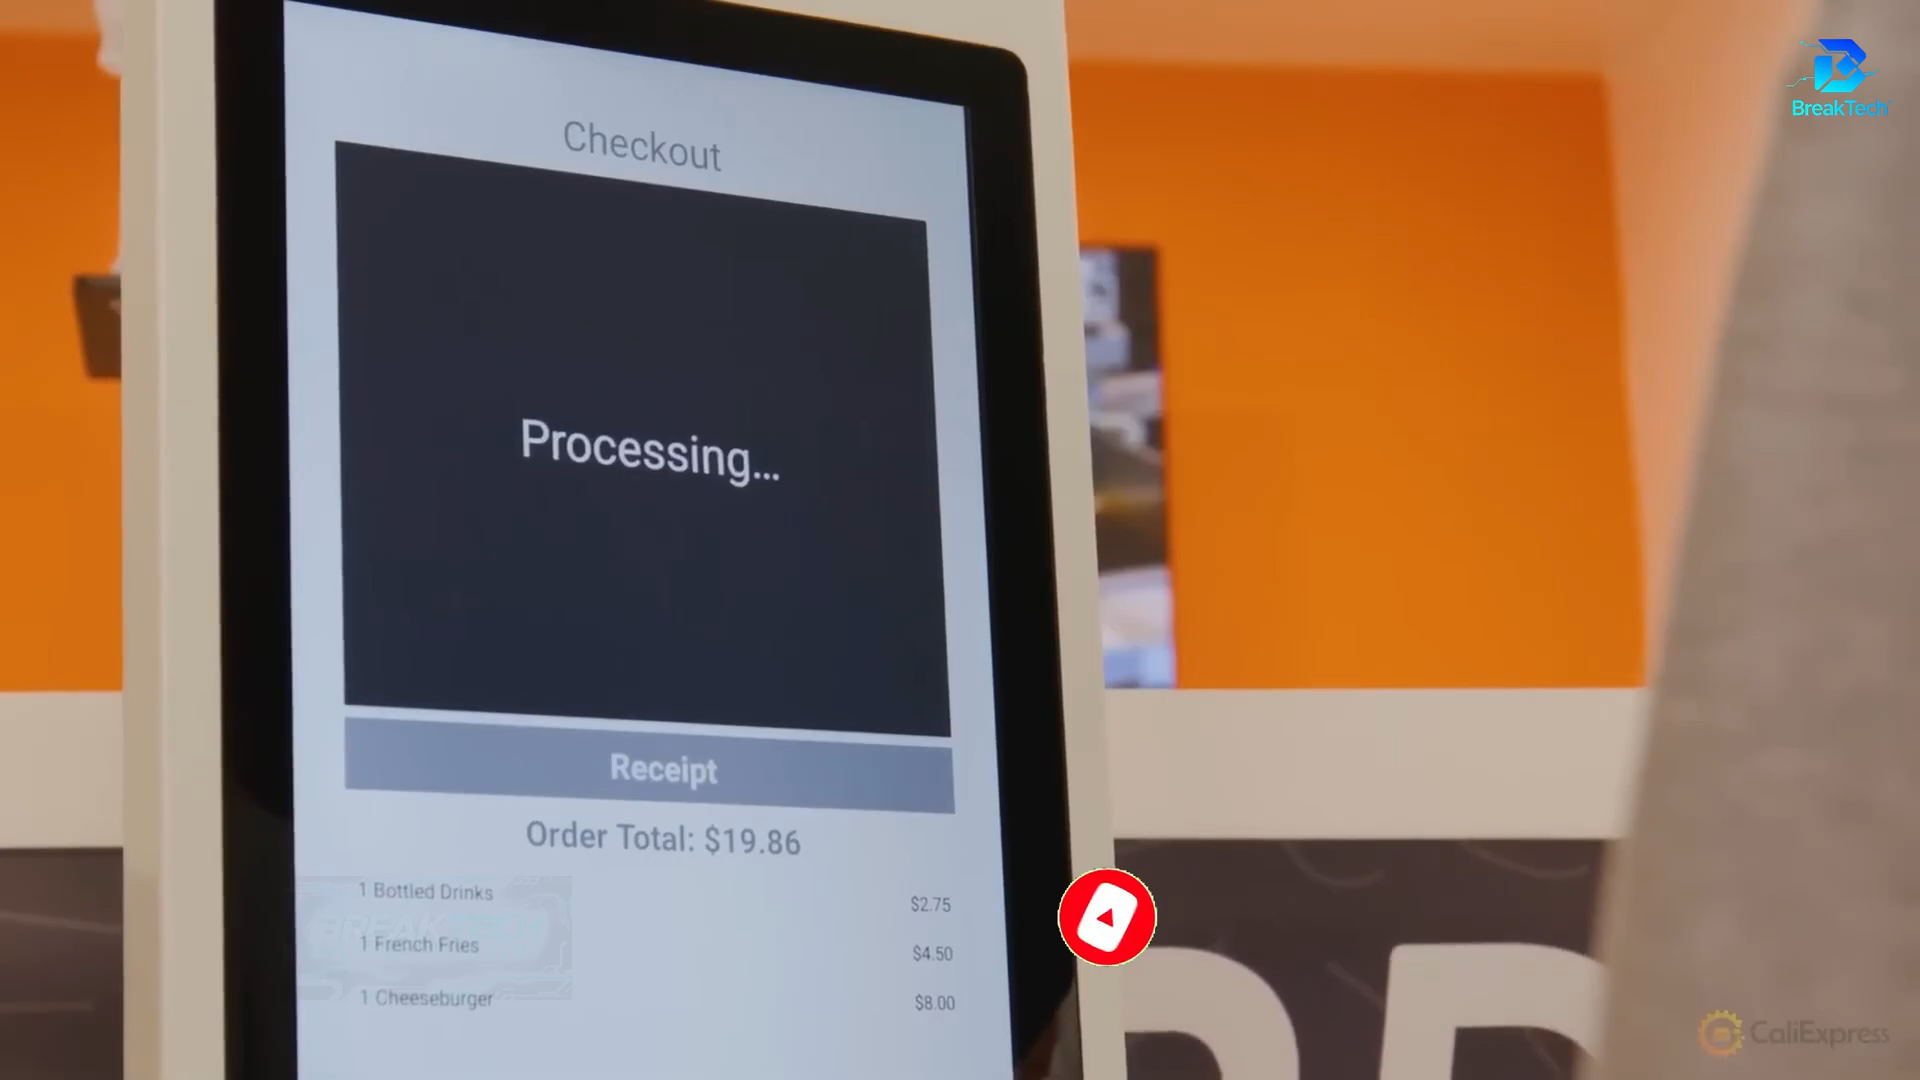 BreakTech
Checkout
Processing...
Receipt
Order Total: $19.86
1 Bottled Drinks $2.75
BREAKTECH
1 French Fries $4.50
1 Cheeseburger $8.00
CaliExpress